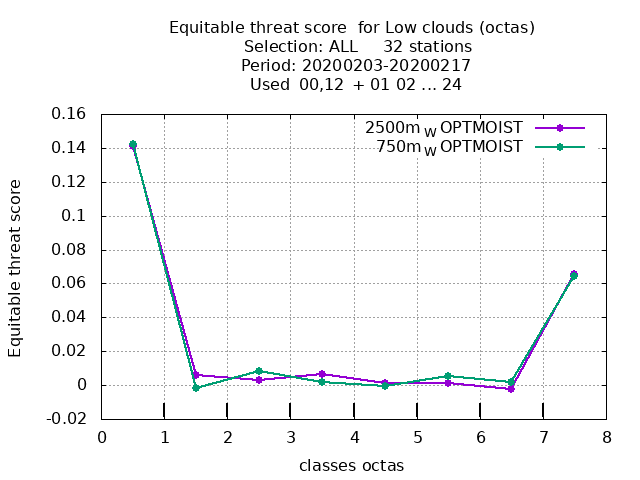 Equitable threat score for Low clouds (octas)
Selection: ALL 32 stations
Period: 20200203-20200217
Used 00,12 + 01 02 ... 24
2500m W OPTMOIST
750m W OPTMOIST
0.16
0.14
0.12
0.1
0.08
0.06
0.04
0.02
0
-0.02
Equitable threat score
0 1 2 3 4 5 6 7 8
classes octas